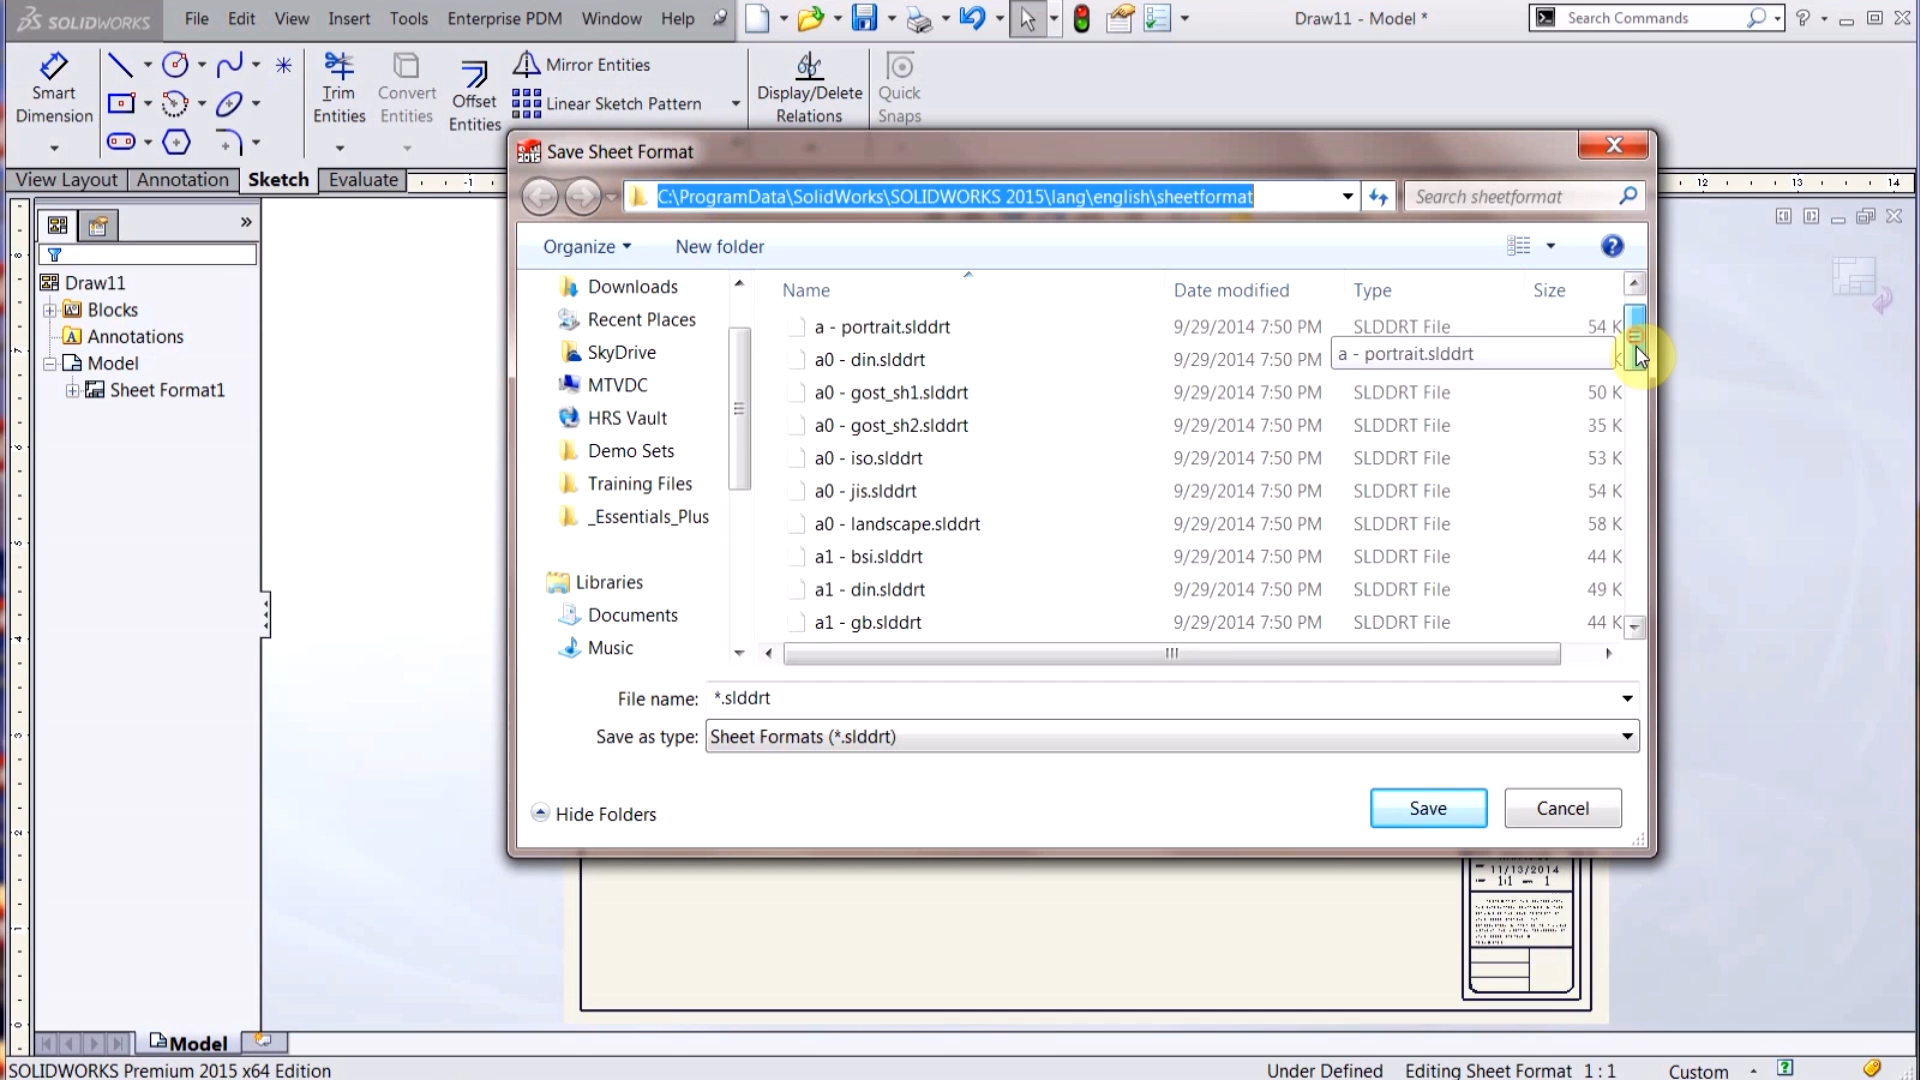 SOLIDWORKS
File Edit View Insert Tools Enterprise PDM Window Help
Draw11 - Model *
Search Commands
Smart Dimension
Trim Entities
Convert Entities
Offset Entities
Mirror Entities
Linear Sketch Pattern
Display/Delete Relations
Quick Snaps
View Layout Annotation Sketch Evaluate
-1 12 13 14
Draw11
Blocks
Annotations
Model
Sheet Format1
Save Sheet Format
C:\ProgramData\SolidWorks\SOLIDWORKS 2015\lang\english\sheetformat
Search sheetformat
Organize New folder
Downloads
Recent Places
SkyDrive
MTVDC
HRS Vault
Demo Sets
Training Files
_Essentials_Plus
Libraries
Documents
Music
Name Date modified Type Size
a - portrait.slddrt 9/29/2014 7:50 PM SLDDRT File 54 K
a0 - din.slddrt 9/29/2014 7:50 PM K
a - portrait.slddrt
a0 - gost_sh1.slddrt 9/29/2014 7:50 PM SLDDRT File 50 K
a0 - gost_sh2.slddrt 9/29/2014 7:50 PM SLDDRT File 35 K
a0 - iso.slddrt 9/29/2014 7:50 PM SLDDRT File 53 K
a0 - jis.slddrt 9/29/2014 7:50 PM SLDDRT File 54 K
a0 - landscape.slddrt 9/29/2014 7:50 PM SLDDRT File 58 K
a1 - bsi.slddrt 9/29/2014 7:50 PM SLDDRT File 44 K
a1 - din.slddrt 9/29/2014 7:50 PM SLDDRT File 49 K
a1 - gb.slddrt 9/29/2014 7:50 PM SLDDRT File 44 K
File name: *.slddrt
Save as type: Sheet Formats (*.slddrt)
Hide Folders
Save Cancel
11/13/2014
1:1 1
Model
SOLIDWORKS Premium 2015 x64 Edition
Under Defined Editing Sheet Format 1 : 1 Custom